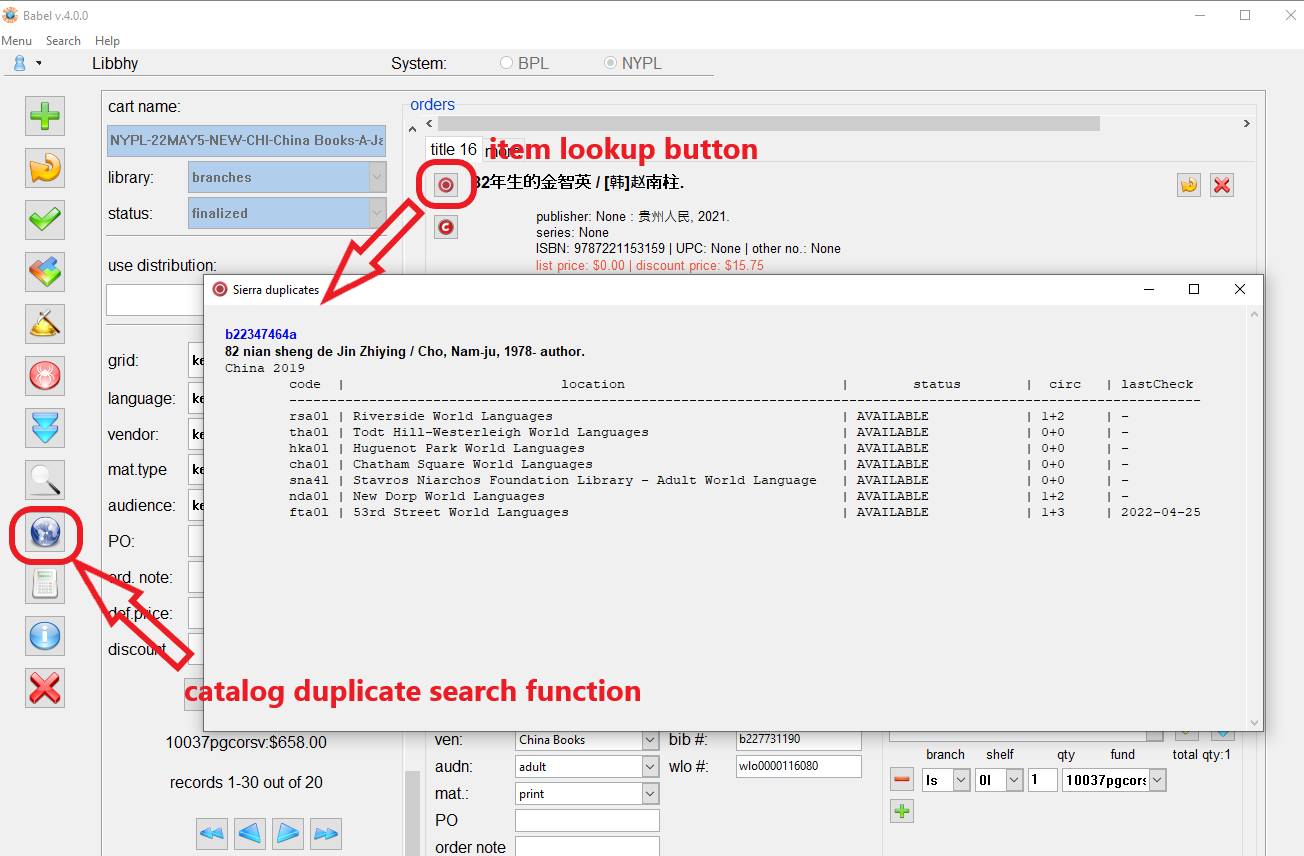 Babel v.4.0.0
Menu Search Help
Libbhy System: BPL NYPL
cart name:
NYPL-22MAY5-NEW-CHI-China Books-A-Ja
library: branches
status: finalized
use distribution:
grid: ke
language: ke
vendor: ke
mat.type ke
audience: ke
PO:
ord. note:
def.price:
discount
10037pgcorsv:$658.00
records 1-30 out of 20
orders
title 16 more
item lookup button
82年生的金智英 / [韩]赵南柱.
publisher: None : 贵州人民, 2021.
series: None
ISBN: 9787221153159 | UPC: None | other no.: None
list price: $0.00 | discount price: $15.75
Sierra duplicates
b22347464a
82 nian sheng de Jin Zhiying / Cho, Nam-ju, 1978- author.
China 2019
code | location | status | circ | lastCheck
--------------------------------------------------------------------------------
rsa0l | Riverside World Languages | AVAILABLE | 1+2 | -
tha0l | Todt Hill-Westerleigh World Languages | AVAILABLE | 0+0 | -
hka0l | Huguenot Park World Languages | AVAILABLE | 0+0 | -
cha0l | Chatham Square World Languages | AVAILABLE | 0+0 | -
sna4l | Stavros Niarchos Foundation Library - Adult World Language | AVAILABLE | 0+0 | -
nda0l | New Dorp World Languages | AVAILABLE | 1+2 | -
fta0l | 53rd Street World Languages | AVAILABLE | 1+3 | 2022-04-25
catalog duplicate search function
ven: China Books bib #: b227731190
audn: adult wlo #: wlo0000116080
mat.: print
PO
order note
branch shelf qty fund total qty:1
ls 0l 1 10037pgcors